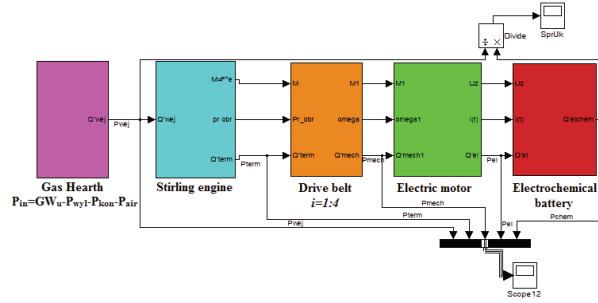 Divide
SprUk
M=F*e
M
M1
M1
Uz
Uz
Q'wej
Q'wej
pr obr
Pr_obr
omega
omega1
i(t)
i(t)
Q'elchem
Pwej
Q'term
Q'term
Q'mech
Q'mech1
Q'el
Q'el
Pterm
Pmech
Pel
Gas Hearth
Stirling engine
Drive belt
Electric motor
Electrochemical
battery
Pin=GWu-Pwyl-Pkon-Pair
i=1:4
Pmech
Pterm
Pwej
Pel
Pchem
Scope12